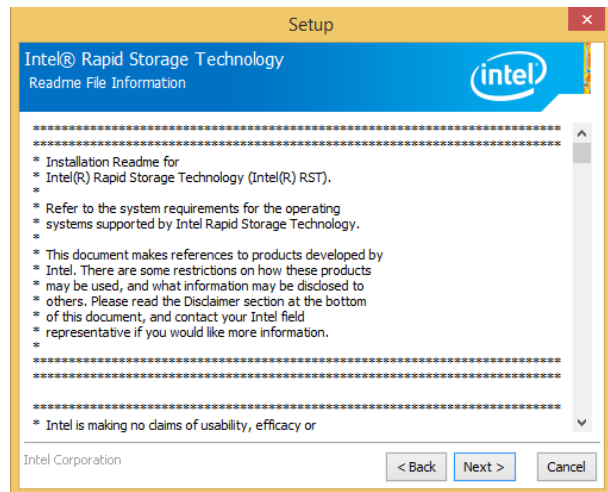 Setup
Intel® Rapid Storage Technology
Readme File Information
intel
***************************************************************************
***************************************************************************
* Installation Readme for
* Intel(R) Rapid Storage Technology (Intel(R) RST).
*
* Refer to the system requirements for the operating
* systems supported by Intel Rapid Storage Technology.
*
* This document makes references to products developed by
* Intel. There are some restrictions on how these products
* may be used, and what information may be disclosed to
* others. Please read the Disclaimer section at the bottom
* of this document, and contact your Intel field
* representative if you would like more information.
*
***************************************************************************
***************************************************************************
***************************************************************************
* Intel is making no claims of usability, efficacy or
Intel Corporation
< Back Next > Cancel